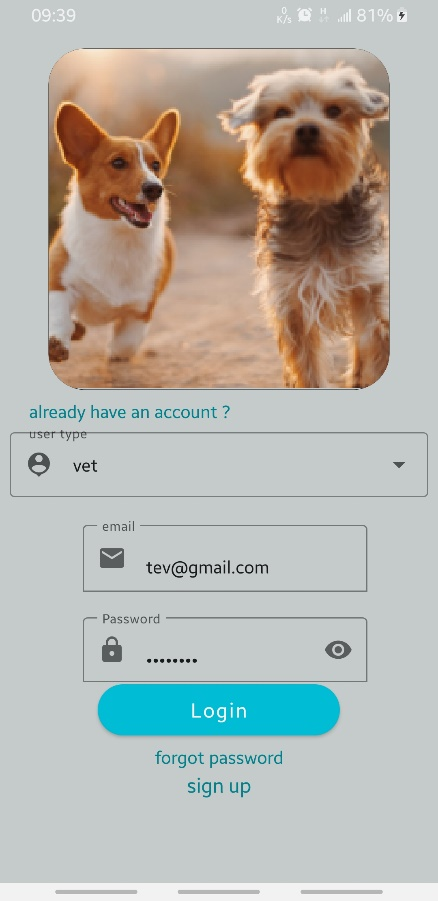 09:39
0
K/s
H
81%
already have an account ?
user type
vet
email
tev@gmail.com
Password
••••••••
Login
forgot password
sign up